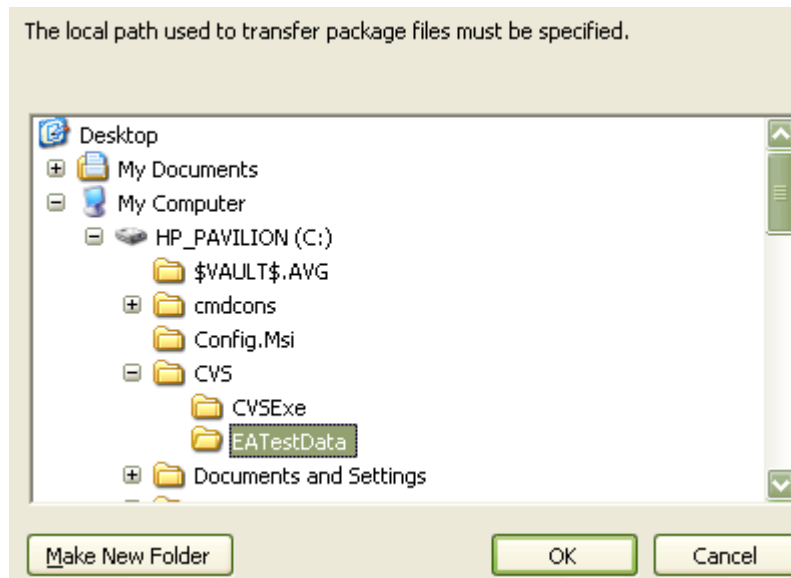 The local path used to transfer package files must be specified.
Desktop
My Documents
My Computer
HP_PAVILION (C:)
$VAULT$.AVG
cmdcons
Config.Msi
CVS
CVSExe
EATestData
Documents and Settings
Make New Folder
OK
Cancel